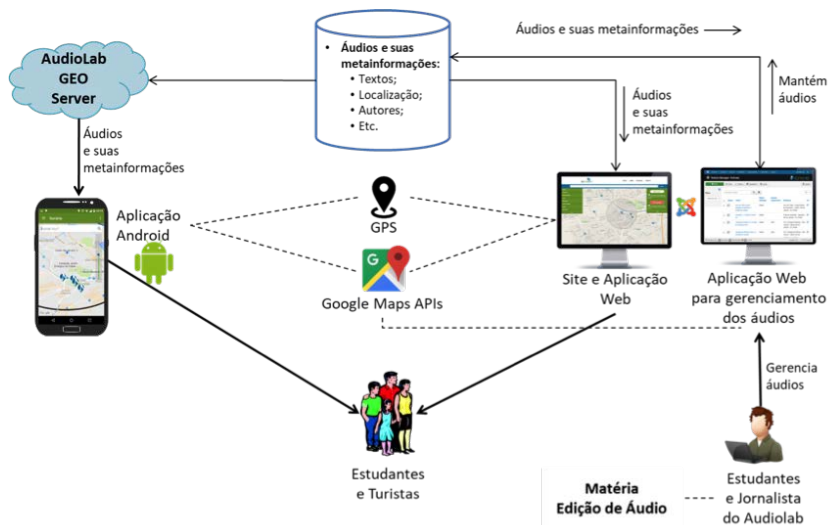 Áudios e suas metainformações
AudioLab
GEO
Server
• Áudios e suas
metainformações:
• Textos;
• Localização;
• Autores;
• Etc.
Mantém
áudios
Áudios
e suas
metainformações
Áudios
e suas
metainformações
Aplicação
Android
GPS
G
Google Maps APIs
Site e Aplicação
Web
Aplicação Web
para gerenciamento
dos áudios
Gerencia
áudios
Estudantes
e Turistas
Matéria
Edição de Áudio
Estudantes
e Jornalista
do Audiolab